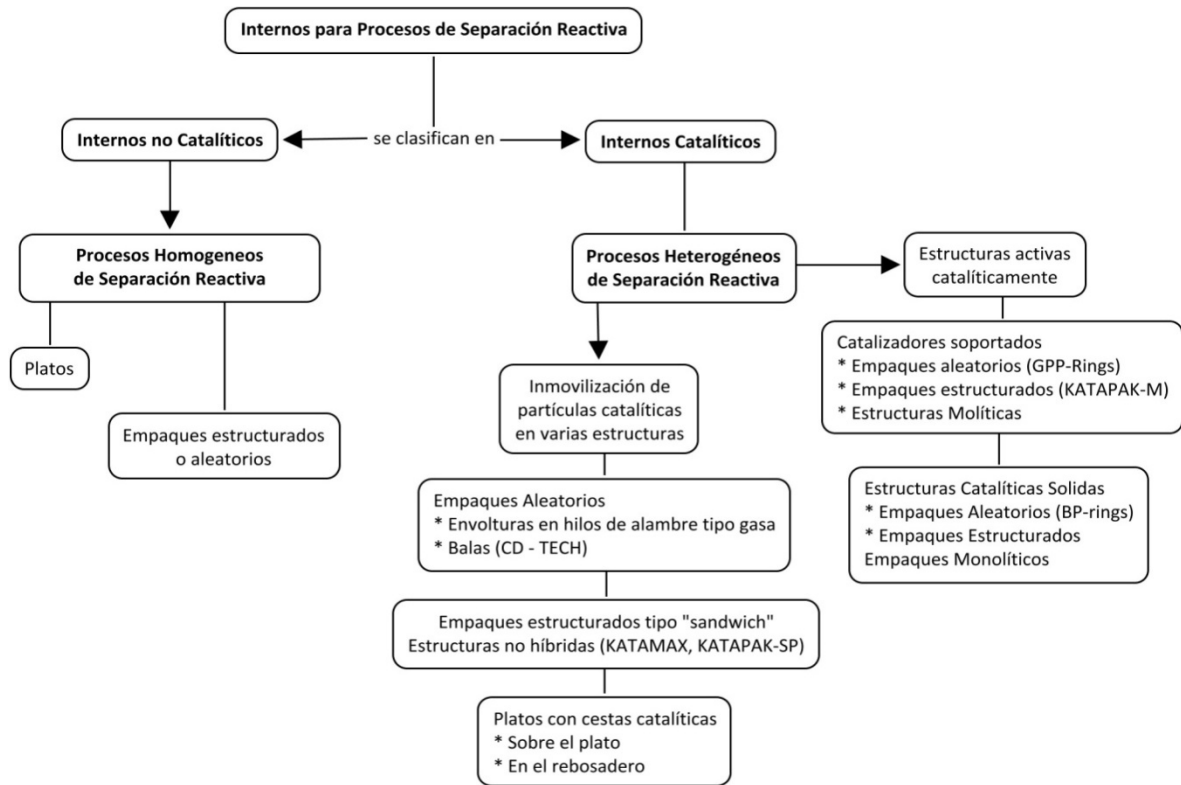 Internos para Procesos de Separación Reactiva
Internos no Catalíticos
se clasifican en
Internos Catalíticos
Procesos Homogeneos
de Separación Reactiva
Procesos Heterogéneos
de Separación Reactiva
Estructuras activas
catalíticamente
Platos
Empaques estructurados
o aleatorios
Inmovilización de
partículas catalíticas
en varias estructuras
Catalizadores soportados
* Empaques aleatorios (GPP-Rings)
* Empaques estructurados (KATAPAK-M)
* Estructuras Molíticas
Empaques Aleatorios
* Envolturas en hilos de alambre tipo gasa
* Balas (CD - TECH)
Estructuras Catalíticas Solidas
* Empaques Aleatorios (BP-rings)
* Empaques Estructurados
Empaques Monolíticos
Empaques estructurados tipo "sandwich"
Estructuras no híbridas (KATAMAX, KATAPAK-SP)
Platos con cestas catalíticas
* Sobre el plato
* En el rebosadero